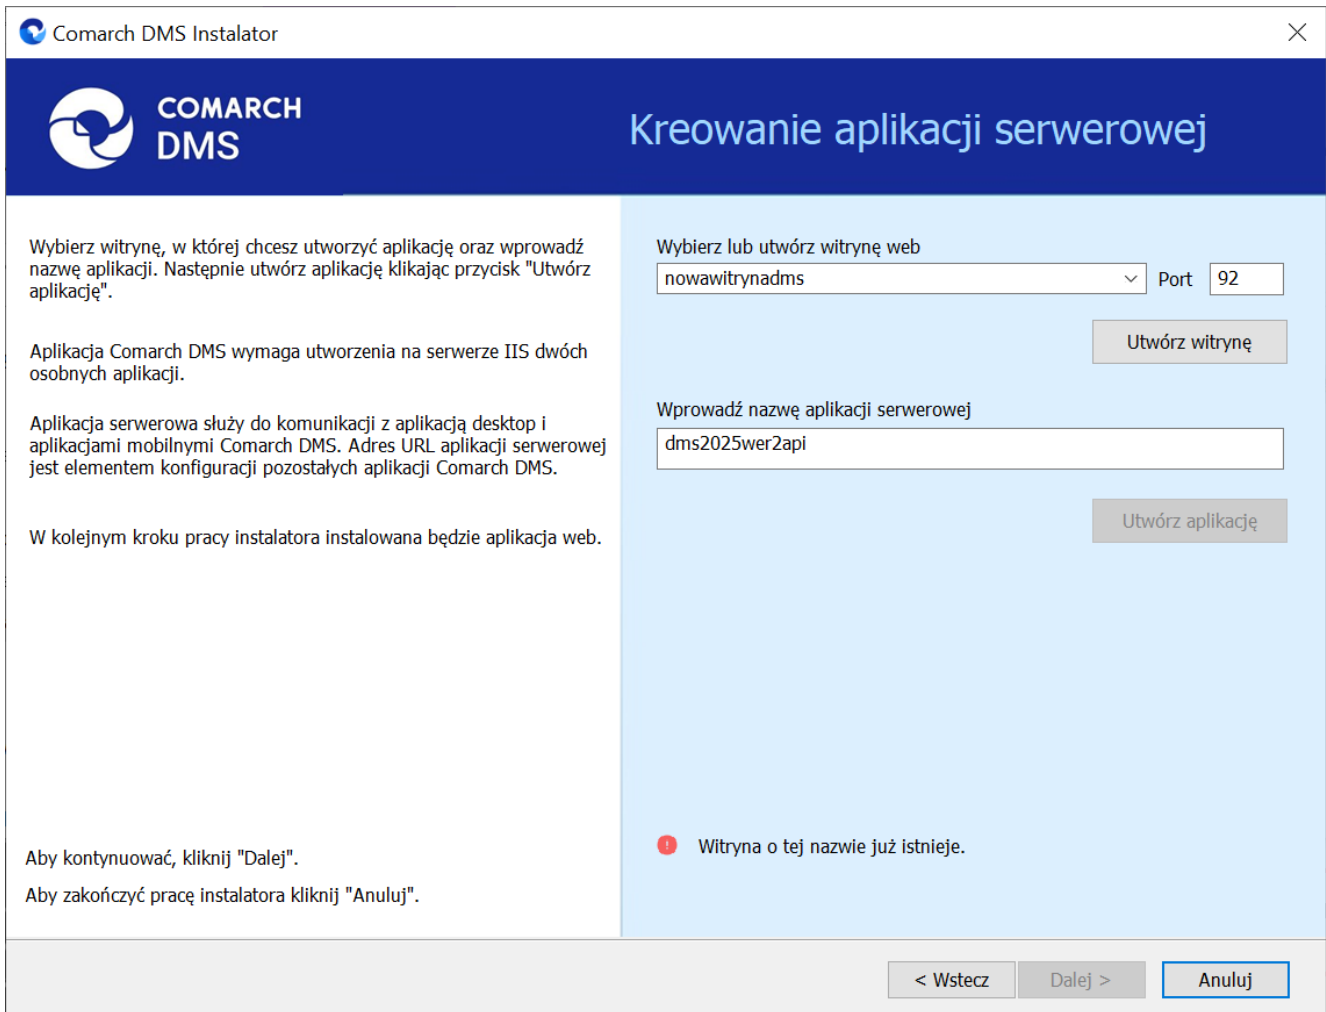 Comarch DMS Instalator
COMARCH
DMS
Kreowanie aplikacji serwerowej
Wybierz witrynę, w której chcesz utworzyć aplikację oraz wprowadź
nazwę aplikacji. Następnie utwórz aplikację klikając przycisk "Utwórz
aplikację".
Aplikacja Comarch DMS wymaga utworzenia na serwerze IIS dwóch
osobnych aplikacji.
Aplikacja serwerowa służy do komunikacji z aplikacją desktop i
aplikacjami mobilnymi Comarch DMS. Adres URL aplikacji serwerowej
jest elementem konfiguracji pozostałych aplikacji Comarch DMS.
W kolejnym kroku pracy instalatora instalowana będzie aplikacja web.
Aby kontynuować, kliknij "Dalej".
Aby zakończyć pracę instalatora kliknij "Anuluj".
Wybierz lub utwórz witrynę web
nowawitrynadms Port 92
Utwórz witrynę
Wprowadź nazwę aplikacji serwerowej
dms2025wer2api
Utwórz aplikację
Witryna o tej nazwie już istnieje.
< Wstecz Dalej > Anuluj